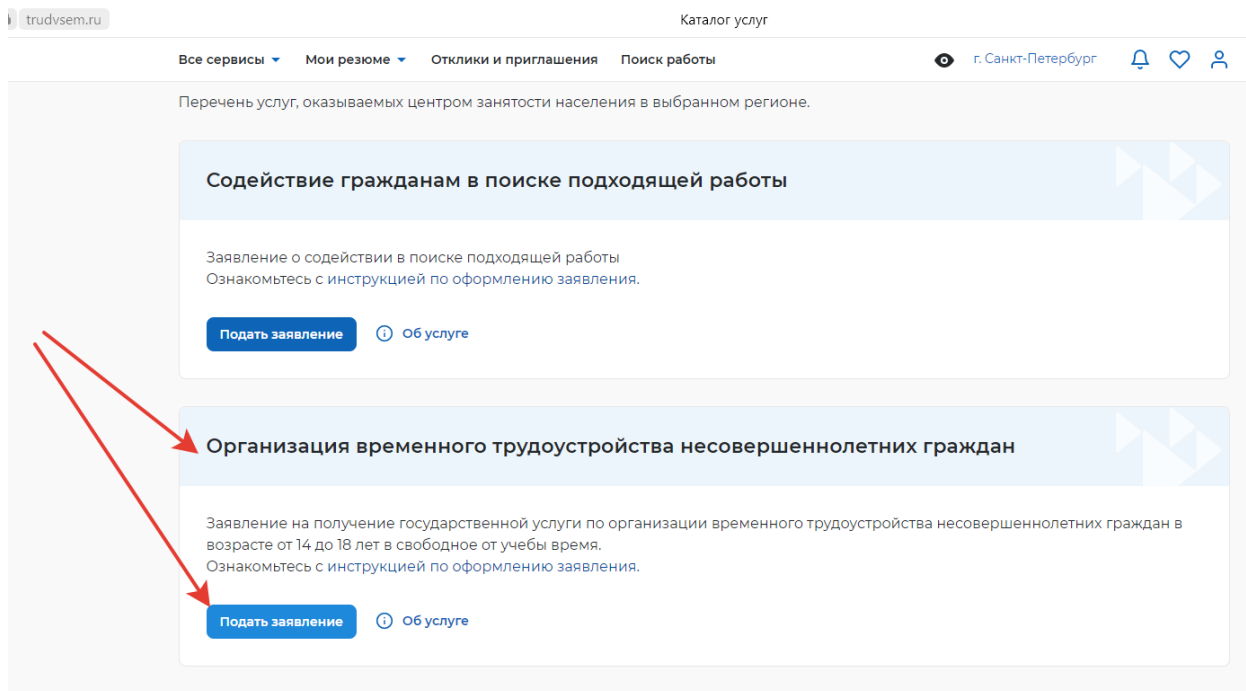 trudvsem.ru
Каталог услуг
Все сервисы
Мои резюме
Отклики и приглашения
Поиск работы
г. Санкт-Петербург
Перечень услуг, оказываемых центром занятости населения в выбранном регионе.
Содействие гражданам в поиске подходящей работы
Заявление о содействии в поиске подходящей работы
Ознакомьтесь с инструкцией по оформлению заявления.
Подать заявление
Об услуге
Организация временного трудоустройства несовершеннолетних граждан
Заявление на получение государственной услуги по организации временного трудоустройства несовершеннолетних граждан в
возрасте от 14 до 18 лет в свободное от учебы время.
Ознакомьтесь с инструкцией по оформлению заявления.
Подать заявление
Об услуге